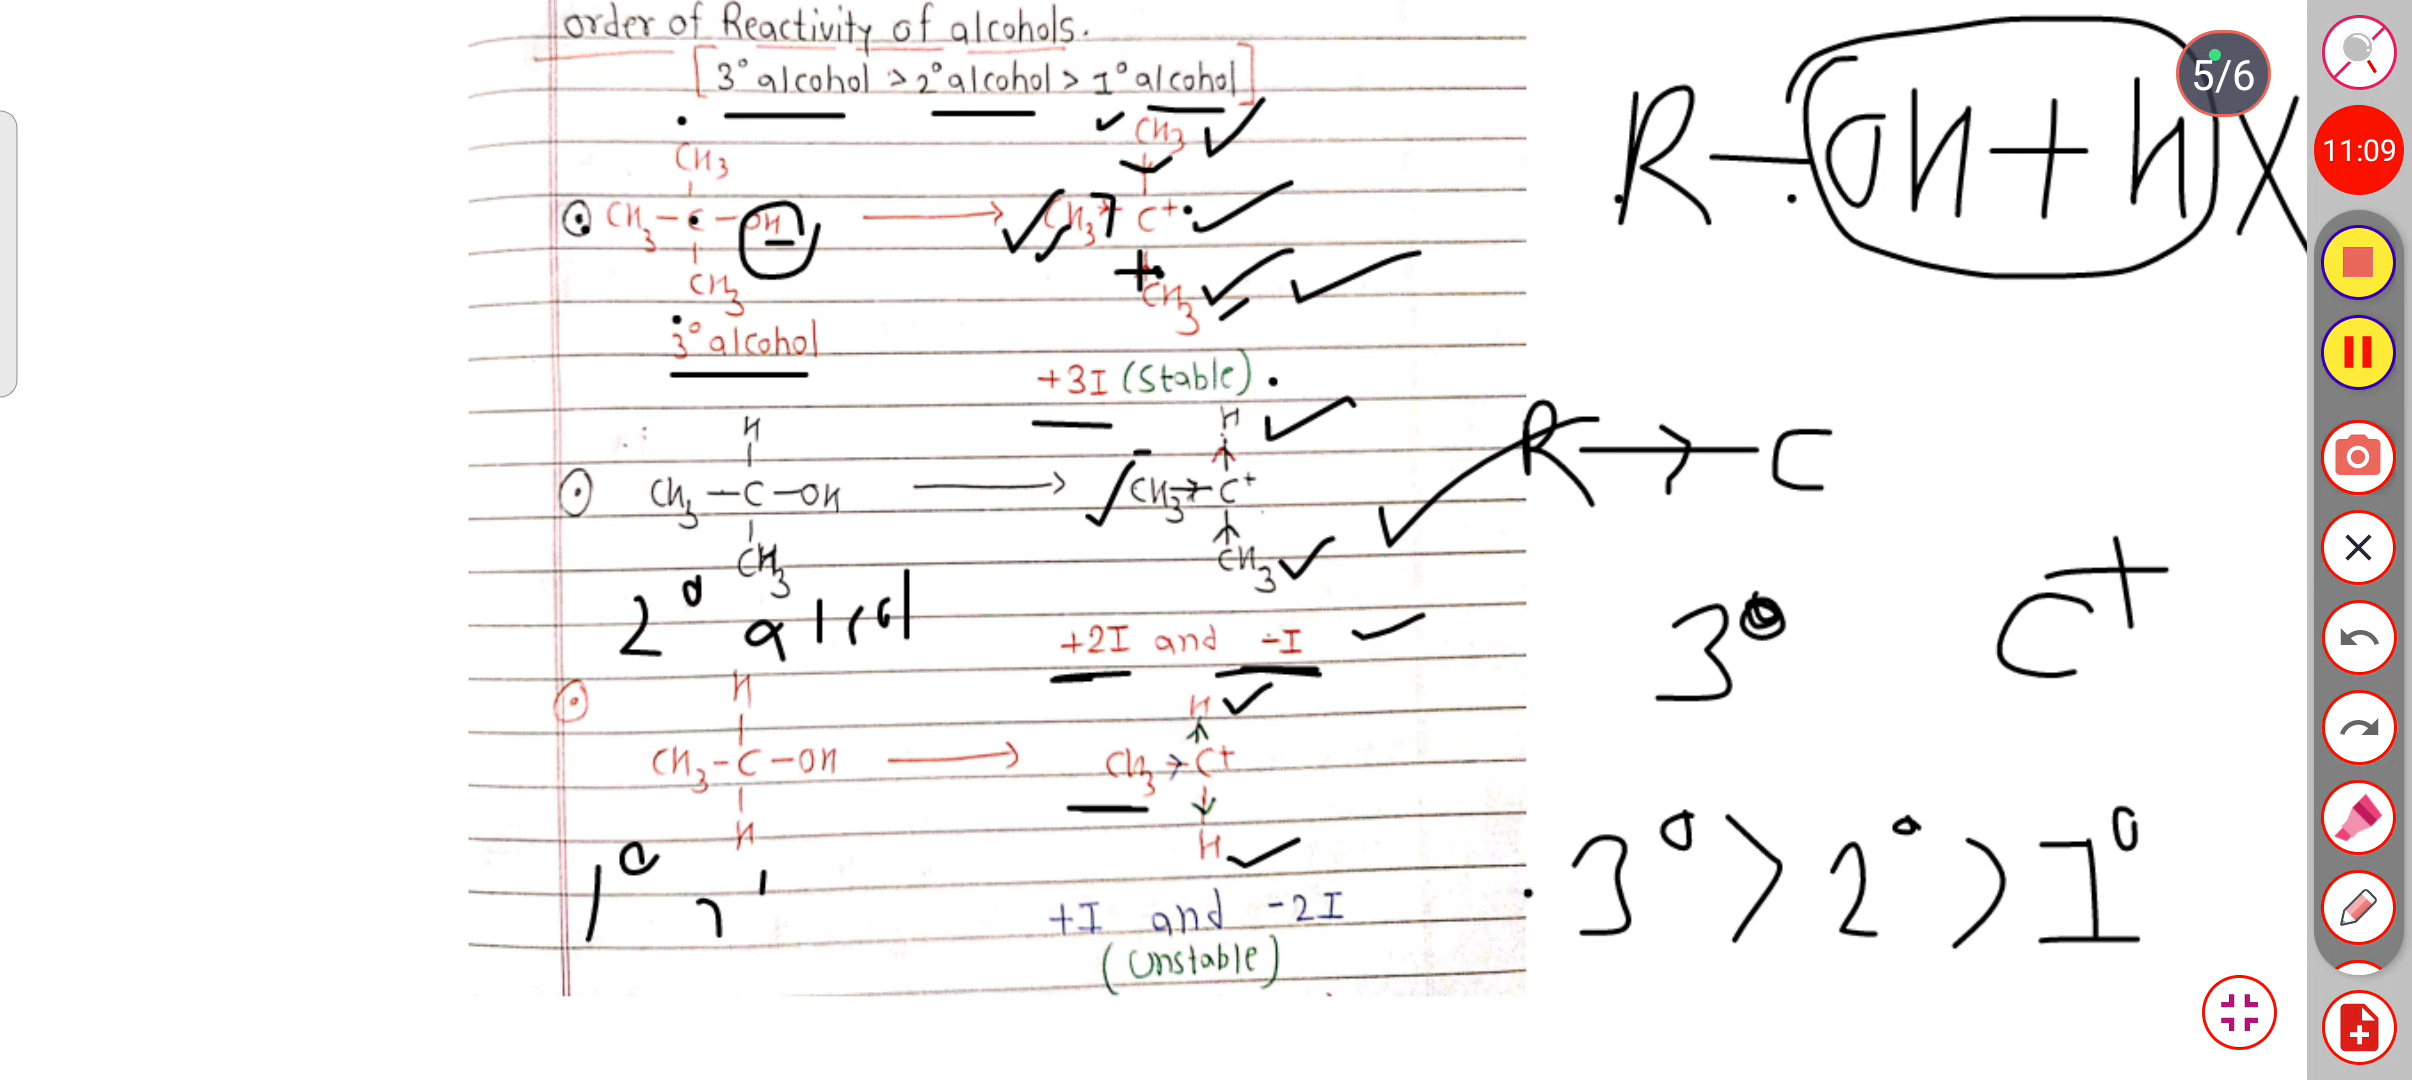 order of Reactivity of alcohols.
[3° alcohol > 2° alcohol > 1° alcohol]
R-OH + HX
CH3
CH3-C-OH ⟶ CH3 C+
CH3
CH3
CH3
3° alcohol
+3I (Stable)
H
CH3-C-OH ⟶ CH3→C+
CH3
H
CH3
R→C
2°
+2I and -I
3° C+
H
CH3-C-OH ⟶ CH3→C+
H
H
H
1°
+I and -2I
(Unstable)
3° > 2° > 1°
5/6
11:09